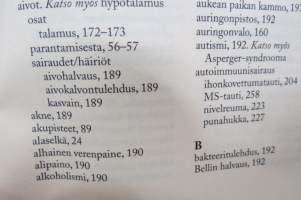 aivot. Katso myös hypotalamus
osat
talamus, 172–173
parantamisesta, 56–57
sairaudet/häiriöt
aivohalvaus, 189
aivokalvontulehdus, 189
kasvain, 189
akne, 189
akupisteet, 89
alaselkä, 24
alhainen verenpaine, 190
alipaino, 190
alkoholismi, 190
aukean paikan kammo, 192
auringonpistos, 192
auringonvalo, 160
autismi, 192. Katso myös
Asperger-syndrooma
autoimmuunisairaus
ihonkovettumatauti, 204
MS-tauti, 258
nivelreuma, 223
punahukka, 227
B
bakteeritulehdus, 192
Bellin halvaus, 192